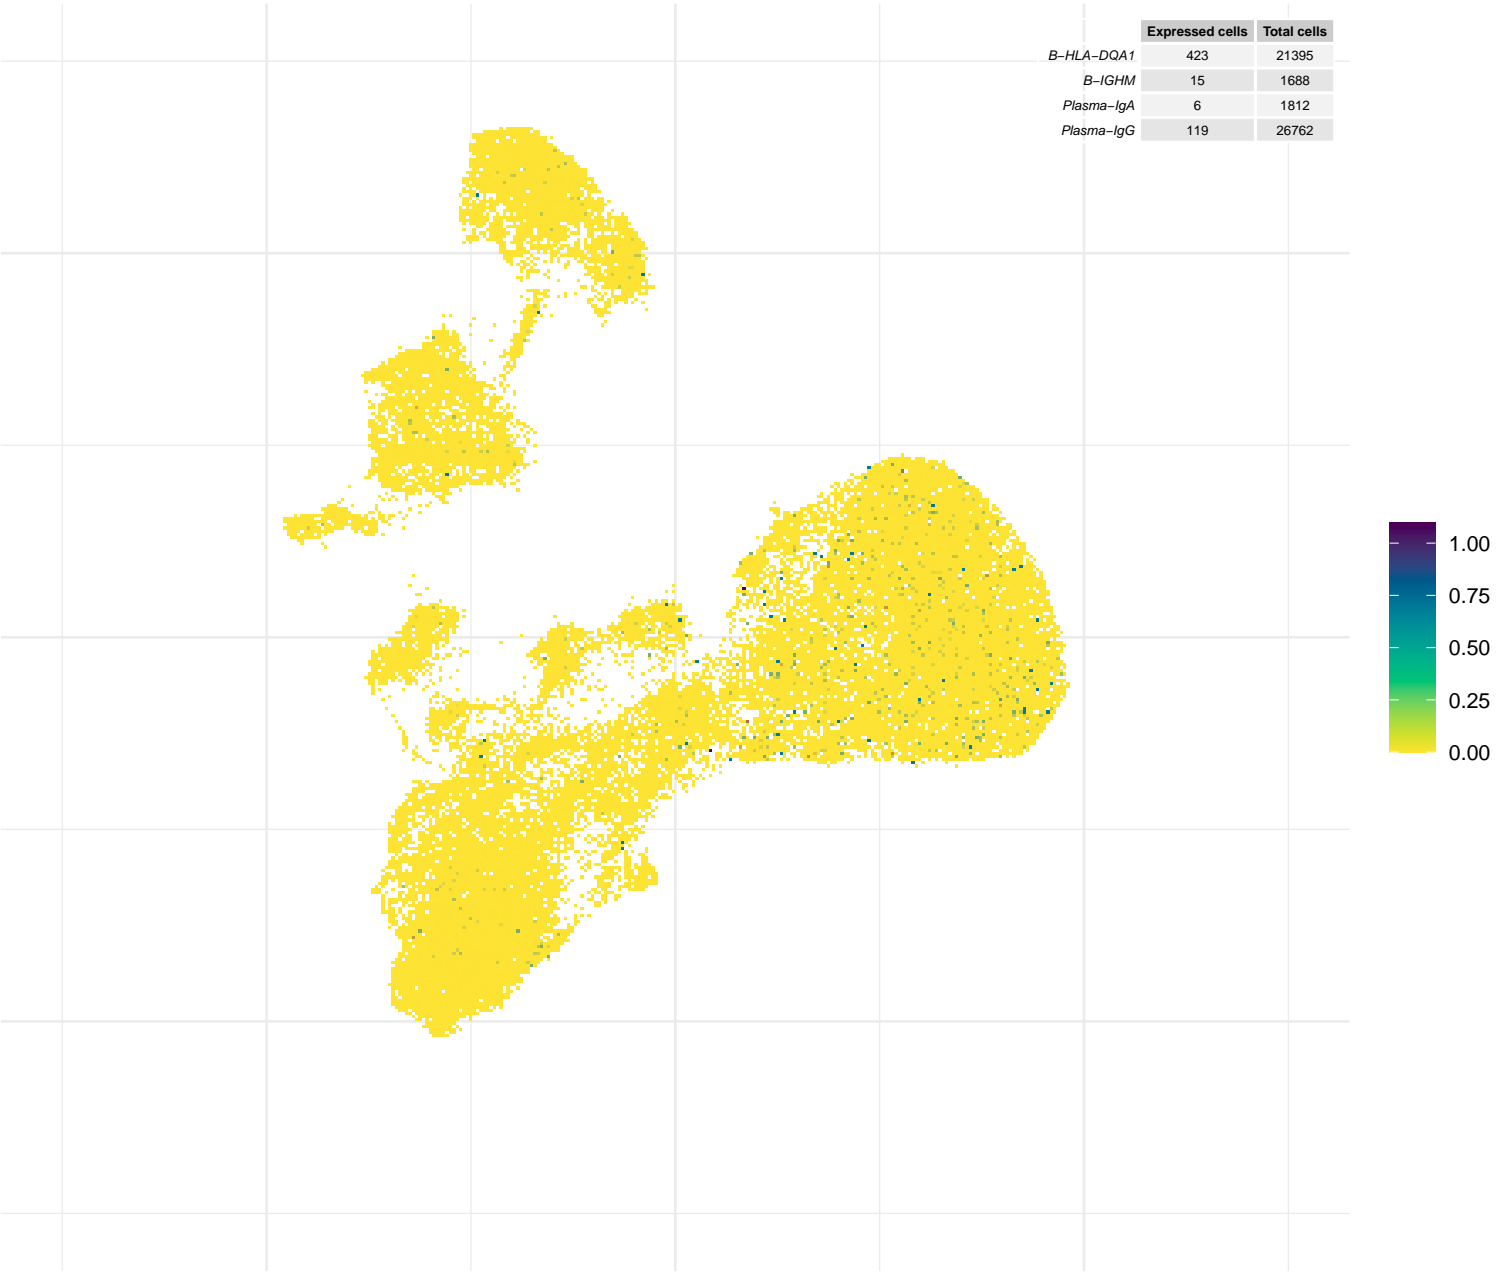 Expressed cells Total cells
B−HLA−DQA1 423 21395
B−IGHM 15 1688
Plasma−IgA 6 1812
Plasma−IgG 119 26762
1.00
0.75
0.50
0.25
0.00